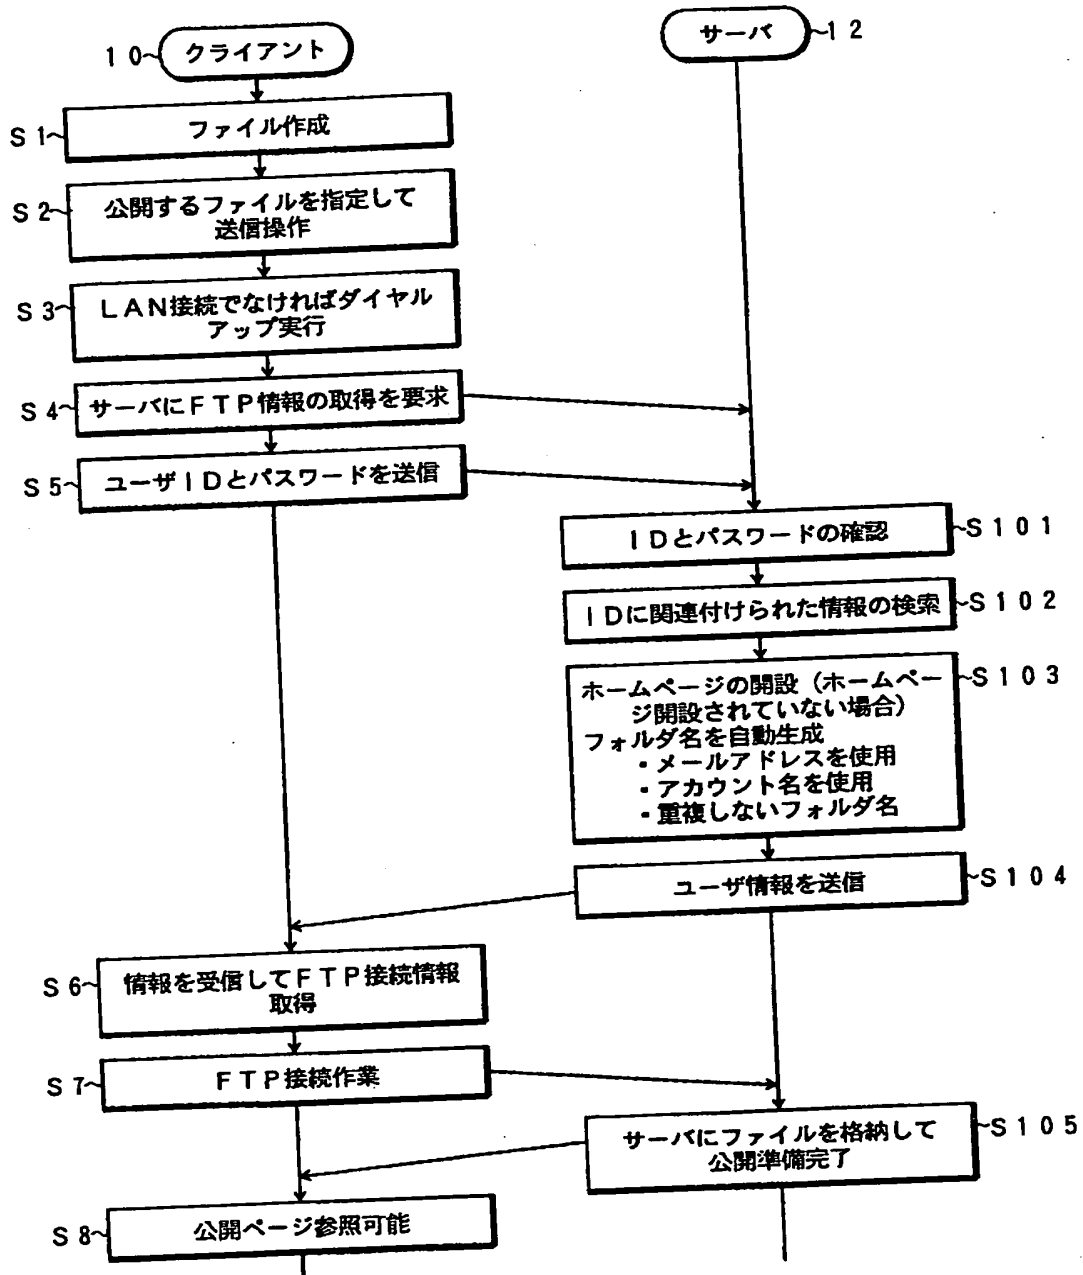 10
クライアント
サーバ
12
S1
ファイル作成
S2
公開するファイルを指定して
送信操作
S3
LAN接続でなければダイヤル
アップ実行
S4
サーバにFTP情報の取得を要求
S5
ユーザIDとパスワードを送信
IDとパスワードの確認
S101
IDに関連付けられた情報の検索
S102
ホームページの開設(ホームペー
ジ開設されていない場合)
フォルダ名を自動生成
・メールアドレスを使用
・アカウント名を使用
・重複しないフォルダ名
S103
ユーザ情報を送信
S104
S6
情報を受信してFTP接続情報
取得
S7
FTP接続作業
サーバにファイルを格納して
公開準備完了
S105
S8
公開ページ参照可能